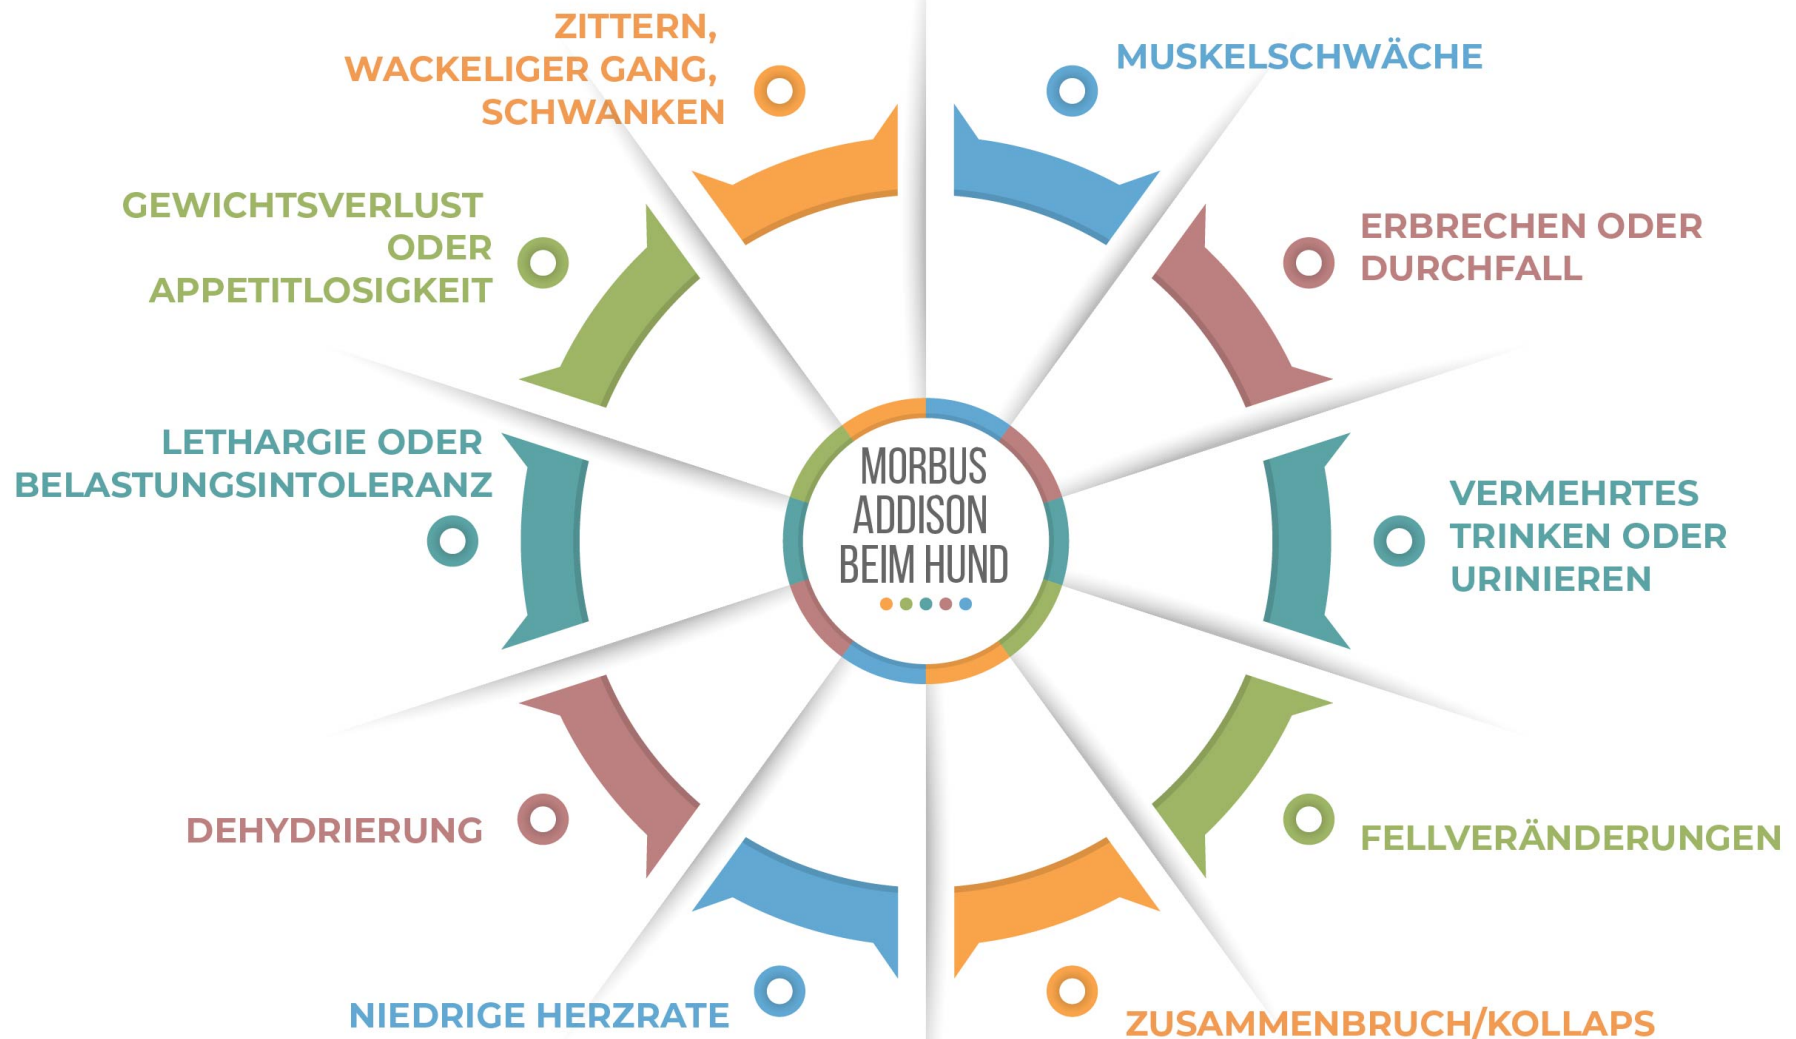 ZITTERN,
WACKELIGER GANG,
SCHWANKEN
MUSKELSCHWÄCHE
GEWICHTSVERLUST
ODER
APPETITLOSIGKEIT
ERBRECHEN ODER
DURCHFALL
LETHARGIE ODER
BELASTUNGSINTOLERANZ
MORBUS
ADDISON
BEIM HUND
VERMEHRTES
TRINKEN ODER
URINIEREN
DEHYDRIERUNG
FELLVERÄNDERUNGEN
NIEDRIGE HERZRATE
ZUSAMMENBRUCH/KOLLAPS